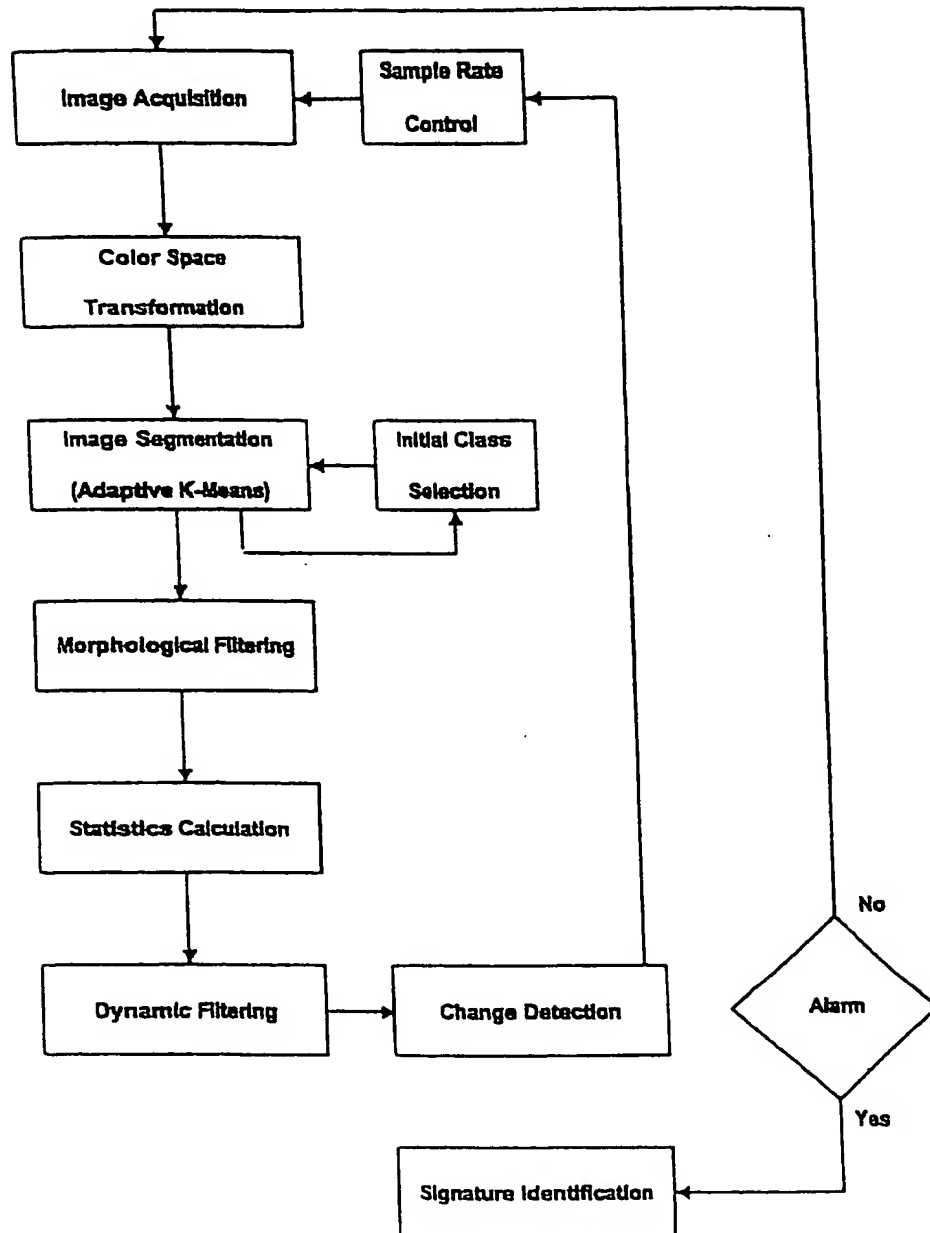 Image Acquisition
Sample Rate
Control
Color Space
Transformation
Image Segmentation
(Adaptive K-Means)
Initial Class
Selection
Morphological Filtering
Statistics Calculation
Dynamic Filtering
Change Detection
No
Alarm
Yes
Signature Identification